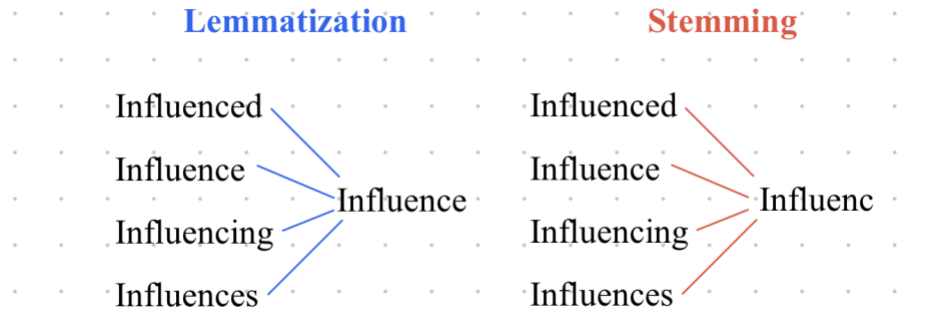 Lemmatization
Influenced
Influence
Influencing
Influences
Influence
Stemming
Influenced
Influence
Influencing
Influences
Influenc